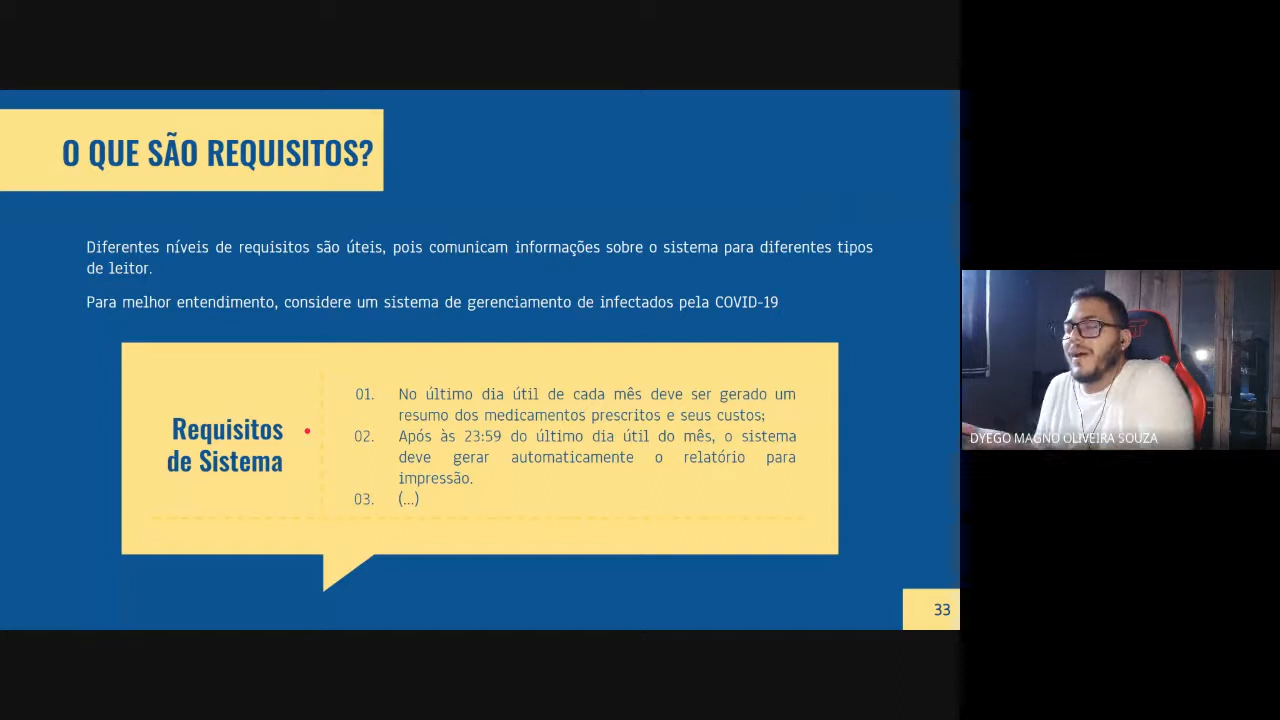 O QUE SÃO REQUISITOS?
Diferentes níveis de requisitos são úteis, pois comunicam informações sobre o sistema para diferentes tipos
de leitor.
Para melhor entendimento, considere um sistema de gerenciamento de infectados pela COVID-19
Requisitos
de Sistema
01. No último dia útil de cada mês deve ser gerado um
resumo dos medicamentos prescritos e seus custos;
02. Após às 23:59 do último dia útil do mês, o sistema
deve gerar automaticamente o relatório para
impressão.
03. (...)
33
DYEGO MAGNO OLIVEIRA SOUZA